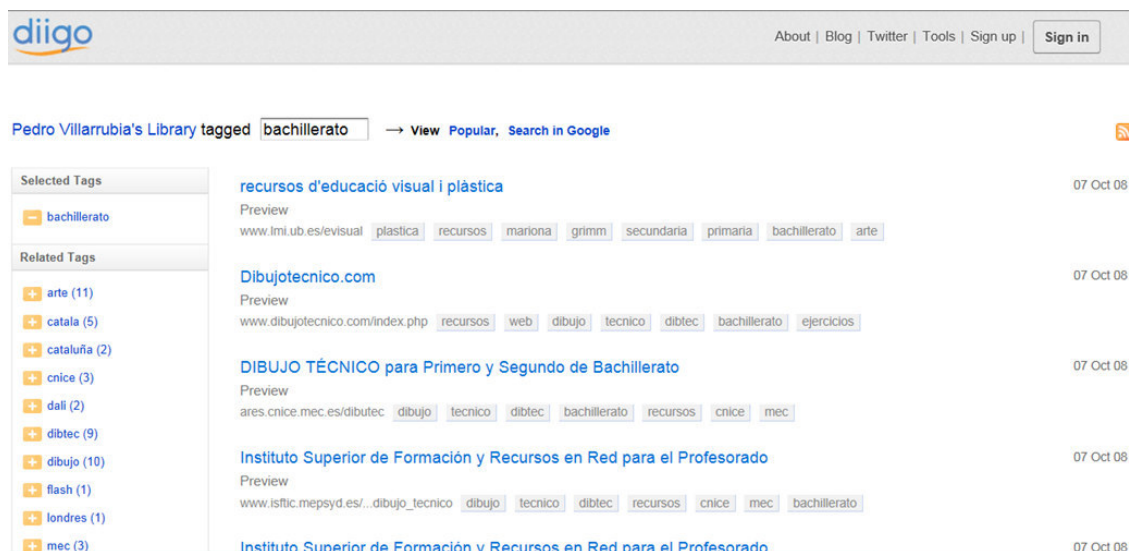 diigo
About | Blog | Twitter | Tools | Sign up | Sign in
Pedro Villarrubia's Library tagged bachillerato → View Popular, Search in Google
Selected Tags
bachillerato
Related Tags
arte (11)
catala (5)
cataluña (2)
cnice (3)
dali (2)
dibtec (9)
dibujo (10)
flash (1)
londres (1)
mec (3)
recursos d'educació visual i plàstica 07 Oct 08
Preview
www.lmi.ub.es/evisual plastica recursos mariona grimm secundaria primaria bachillerato arte
Dibujotecnico.com 07 Oct 08
Preview
www.dibujotecnico.com/index.php recursos web dibujo tecnico dibtec bachillerato ejercicios
DIBUJO TÉCNICO para Primero y Segundo de Bachillerato 07 Oct 08
Preview
ares.cnice.mec.es/dibutec dibujo tecnico dibtec bachillerato recursos cnice mec
Instituto Superior de Formación y Recursos en Red para el Profesorado 07 Oct 08
Preview
www.isftic.mepsyd.es/...dibujo_tecnico dibujo tecnico dibtec recursos cnice mec bachillerato
Instituto Superior de Formación y Recursos en Red para el Profesorado 07 Oct 08